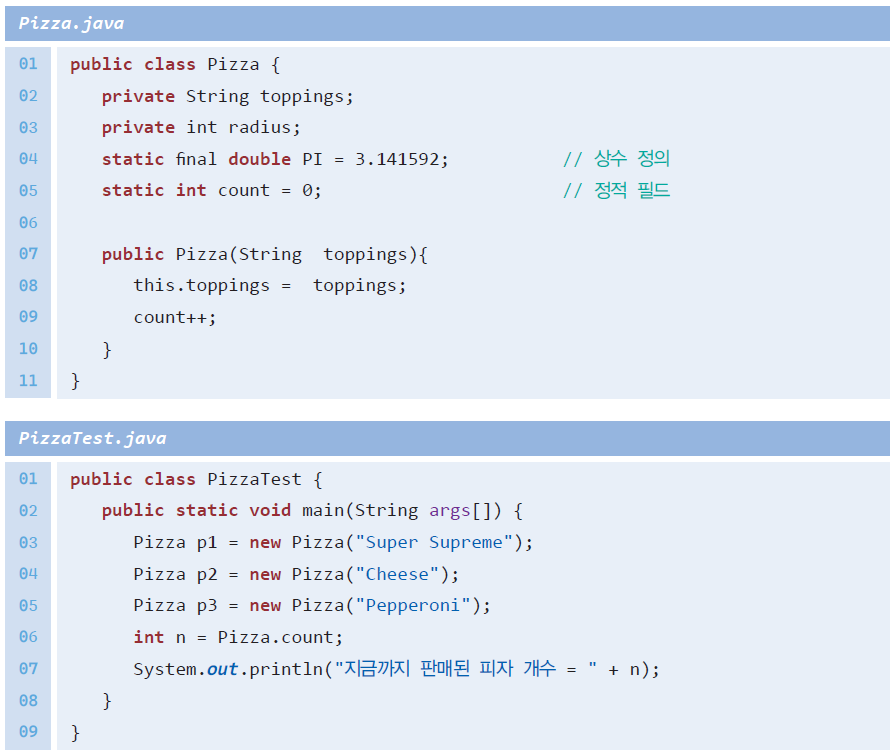 Pizza.java
01 public class Pizza {
02 private String toppings;
03 private int radius;
04 static final double PI = 3.141592; // 상수 정의
05 static int count = 0; // 정적 필드
06
07 public Pizza(String toppings){
08 this.toppings = toppings;
09 count++;
10 }
11 }
PizzaTest.java
01 public class PizzaTest {
02 public static void main(String args[]) {
03 Pizza p1 = new Pizza("Super Supreme");
04 Pizza p2 = new Pizza("Cheese");
05 Pizza p3 = new Pizza("Pepperoni");
06 int n = Pizza.count;
07 System.out.println("지금까지 판매된 피자 개수 = " + n);
08 }
09 }